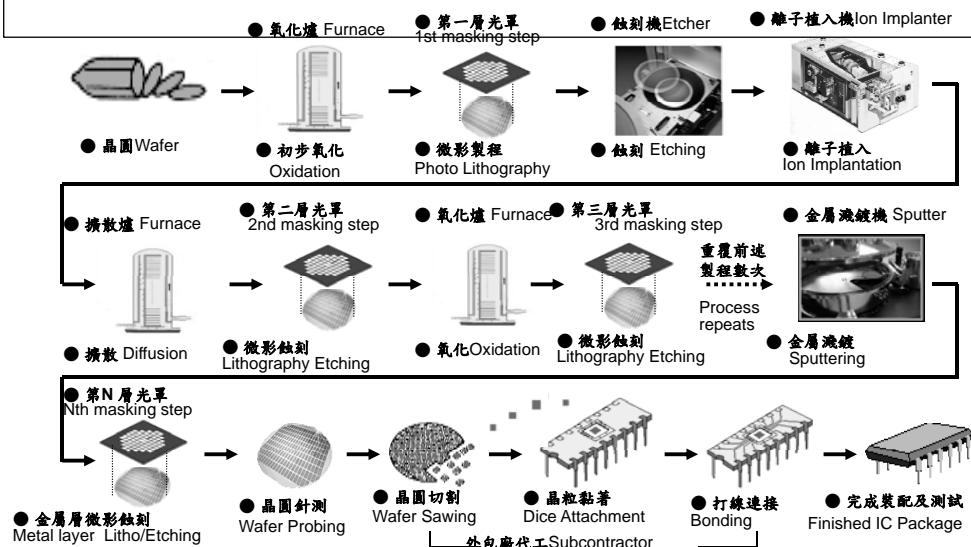 ● 氧化爐 Furnace
● 第一層光罩
1st masking step
● 蝕刻機Etcher
● 離子植入機Ion Implanter
● 晶圓Wafer
● 初步氧化
Oxidation
● 微影製程
Photo Lithography
● 蝕刻 Etching
● 離子植入
Ion Implantation
● 擴散爐 Furnace
● 第二層光罩
2nd masking step
● 氧化爐 Furnace
● 第三層光罩
3rd masking step
● 金屬濺鍍機 Sputter
重覆前述
製程數次
Process
repeats
● 擴散 Diffusion
● 微影蝕刻
Lithography Etching
● 氧化Oxidation
● 微影蝕刻
Lithography Etching
● 金屬濺鍍
Sputtering
● 第N 層光罩
Nth masking step
● 金屬層微影蝕刻
Metal layer Litho/Etching
● 晶圓針測
Wafer Probing
● 晶圓切割
Wafer Sawing
● 晶粒黏著
Dice Attachment
● 打線連接
Bonding
● 完成裝配及測試
Finished IC Package
外包廠代工Subcontractor